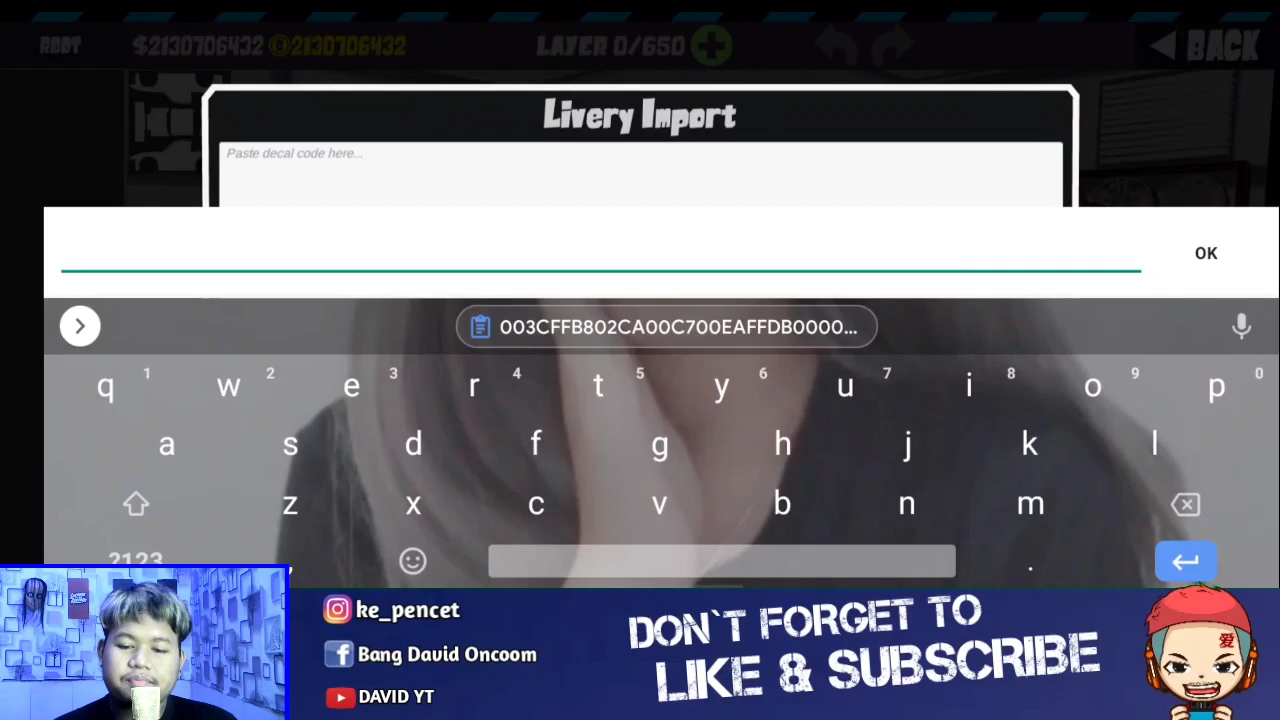 ROOT $2130706432 2130706432 LAYER 0/650 BACK
Livery Import
Paste decal code here...
OK
003CFFB802CA00C700EAFFDB0000...
q 1 w 2 e 3 r 4 t 5 y 6 u 7 i 8 o 9 p 0
a s d f g h j k l
z x c v b n m
?123 , .
ke_pencet
Bang David Oncoom
DAVID YT
DON`T FORGET TO
LIKE & SUBSCRIBE
爱